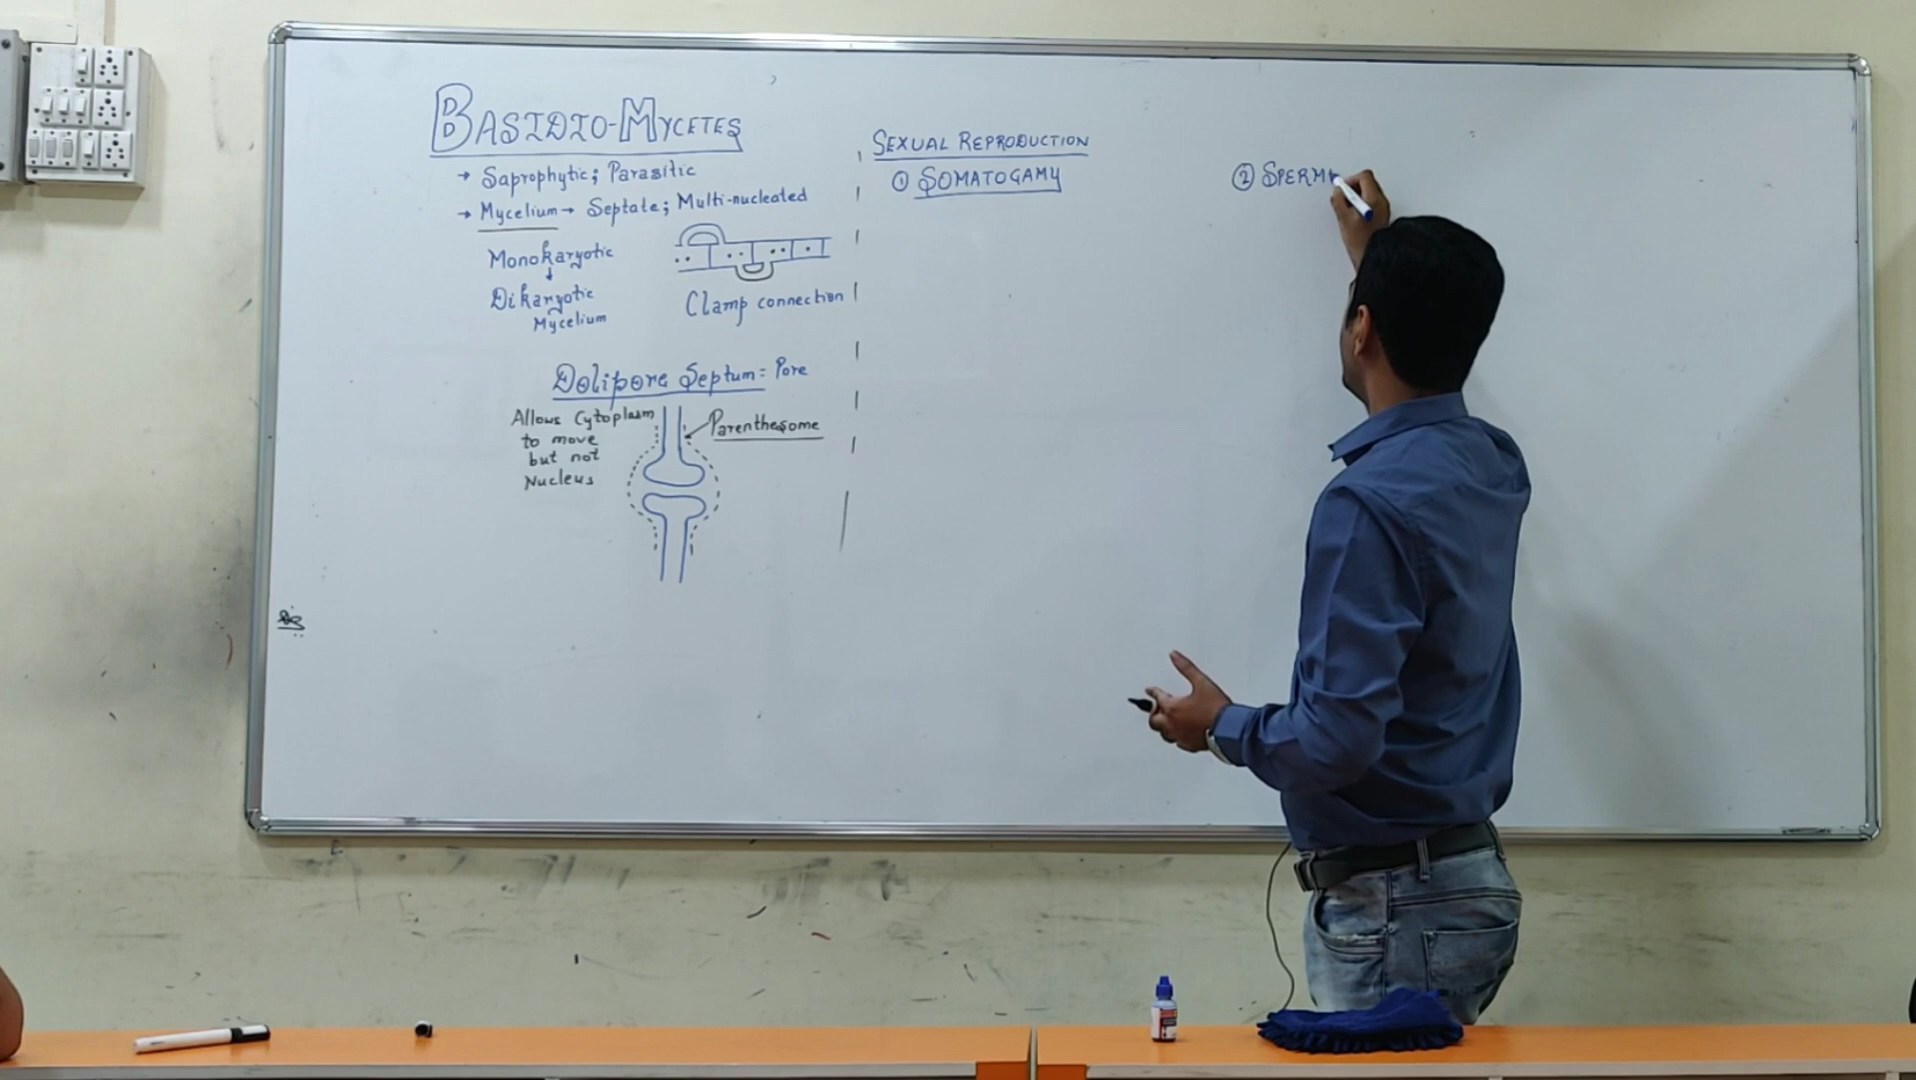 BASIDIO-MYCETES
→ Saprophytic; Parasitic
→ Mycelium → Septate; Multi-nucleated
Monokaryotic
↓
Dikaryotic
Mycelium
Clamp connection
Dolipore Septum = Pore
Allows Cytoplasm
to move
but not
Nucleus
Parenthesome
SEXUAL REPRODUCTION
① SOMATOGAMY
② SPERM